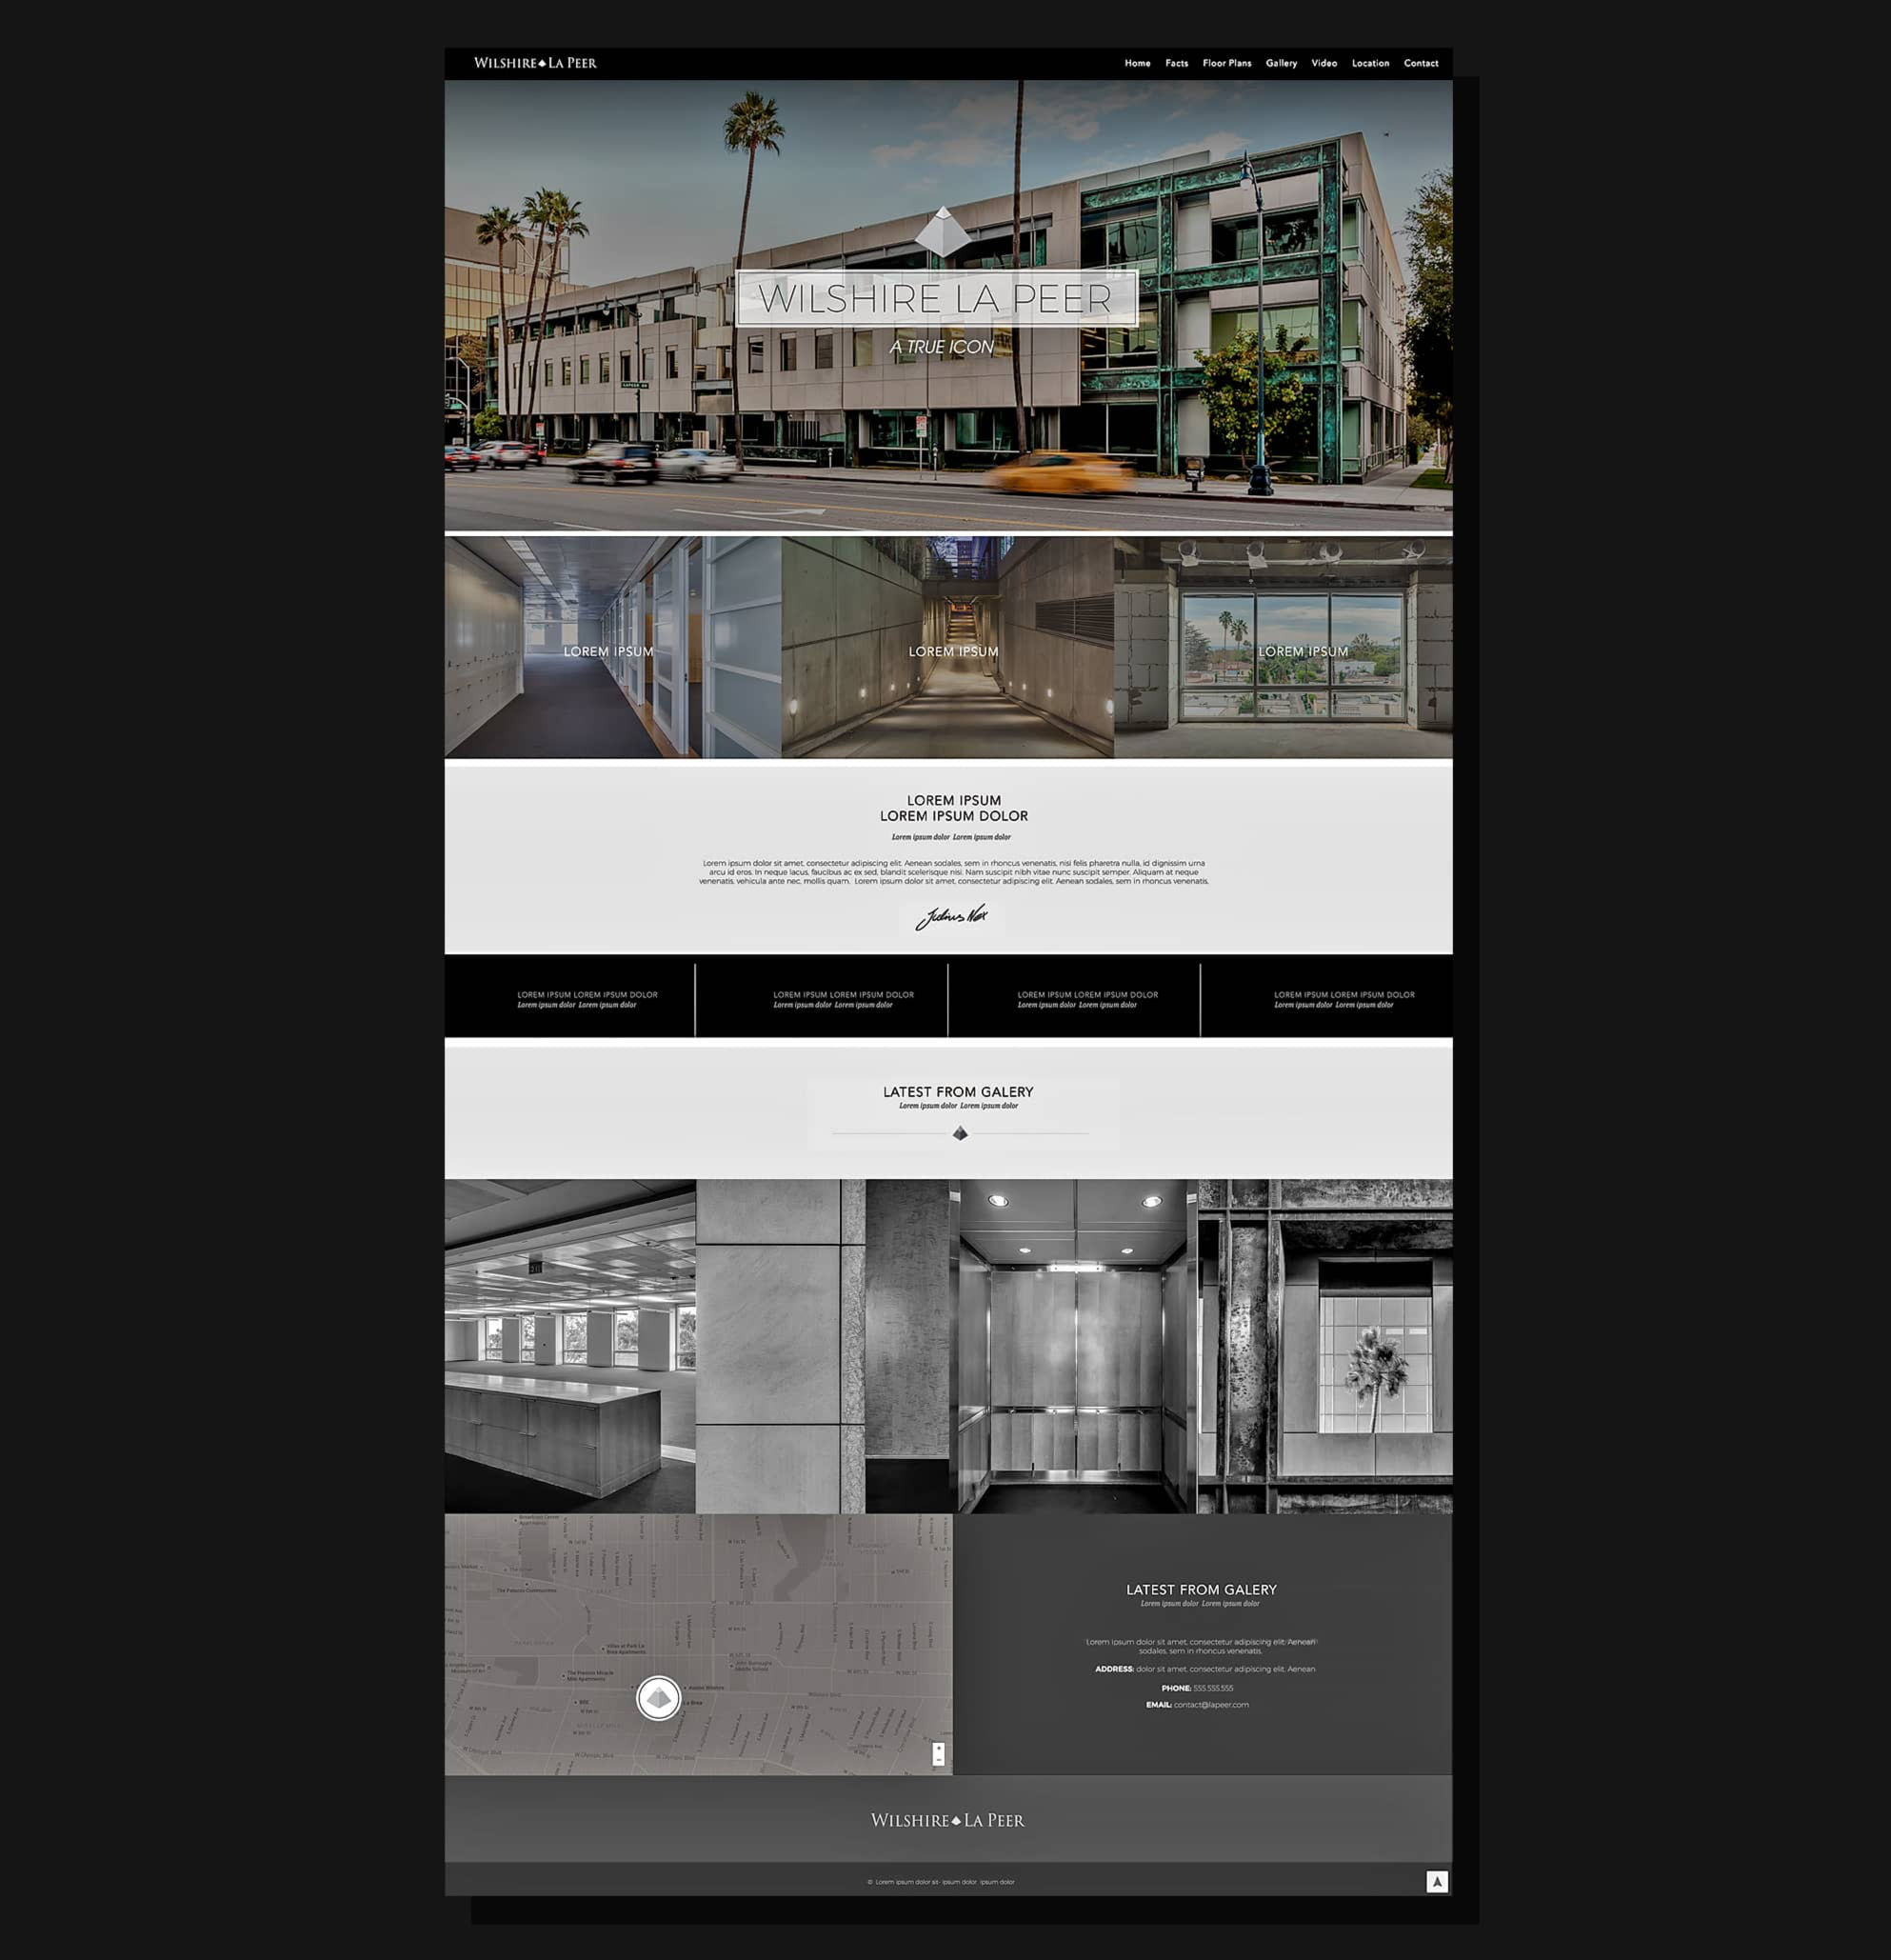 WILSHIRE LA PEER
Home Facts Floor Plans Gallery Video Location Contact
WILSHIRE LA PEER
A TRUE ICON
LOREM IPSUM
LOREM IPSUM
LOREM IPSUM
LOREM IPSUM
LOREM IPSUM DOLOR
Lorem ipsum dolor Lorem ipsum dolor
Lorem ipsum dolor sit amet, consectetur adipiscing elit. Aenean sodales, sem in rhoncus venenatis, nisi felis pharetra nulla, id dignissim urna
arcu id eros. In neque lacus, faucibus ac ex sed, blandit scelerisque nisi. Nam suscipit nibh vitae nunc suscipit semper. Aliquam at neque
venenatis, vehicula ante nec, mollis quam. Lorem ipsum dolor sit amet, consectetur adipiscing elit. Aenean sodales, sem in rhoncus venenatis,
LOREM IPSUM LOREM IPSUM DOLOR
Lorem ipsum dolor Lorem ipsum dolor
LOREM IPSUM LOREM IPSUM DOLOR
Lorem ipsum dolor Lorem ipsum dolor
LOREM IPSUM LOREM IPSUM DOLOR
Lorem ipsum dolor Lorem ipsum dolor
LOREM IPSUM LOREM IPSUM DOLOR
Lorem ipsum dolor Lorem ipsum dolor
LATEST FROM GALERY
Lorem ipsum dolor Lorem ipsum dolor
The Palazzo Communities
W Olympic Blvd
W Olympic Blvd
W Olympic Blvd
LATEST FROM GALERY
Lorem ipsum dolor Lorem ipsum dolor
Lorem ipsum dolor sit amet, consectetur adipiscing elit. Aenean
sodales, sem in rhoncus venenatis,
ADDRESS: dolor sit amet, consectetur adipiscing elit. Aenean
PHONE: 555.555.555
EMAIL: contact@lapeer.com
WILSHIRE LA PEER
© Lorem ipsum dolor sit- ipsum dolor ipsum dolor